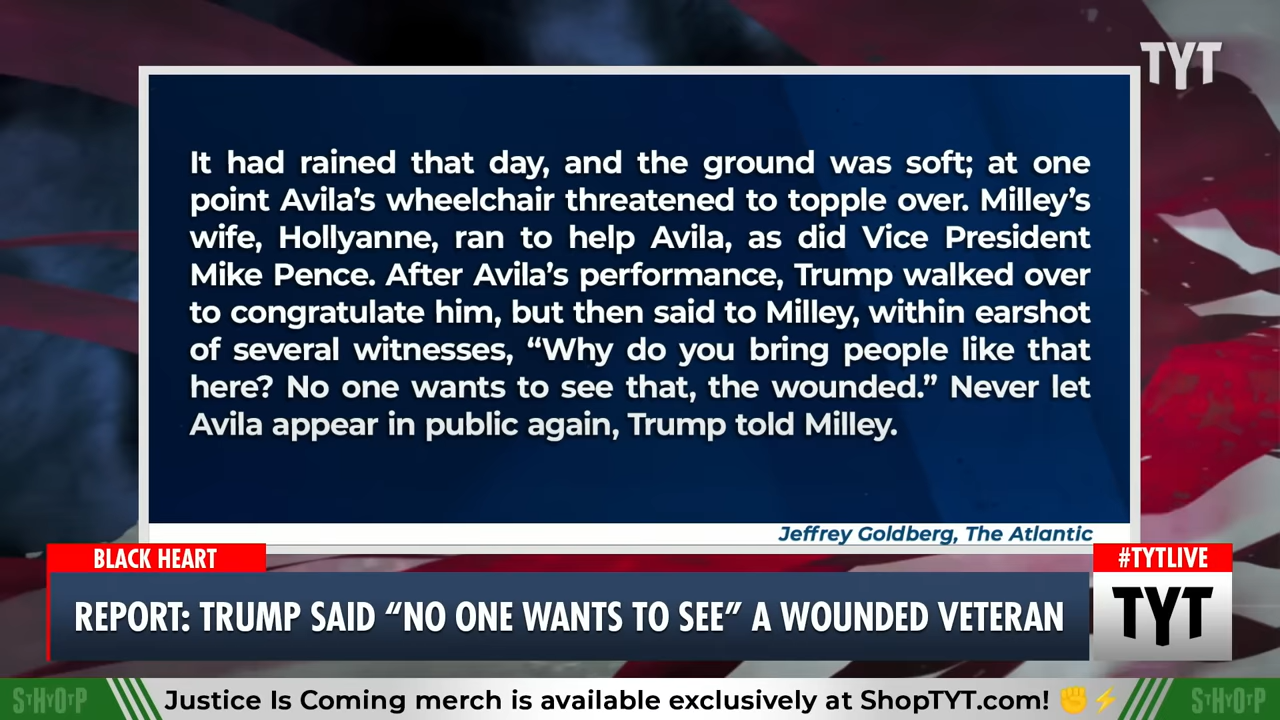 TYT
It had rained that day, and the ground was soft; at one
point Avila’s wheelchair threatened to topple over. Milley’s
wife, Hollyanne, ran to help Avila, as did Vice President
Mike Pence. After Avila’s performance, Trump walked over
to congratulate him, but then said to Milley, within earshot
of several witnesses, “Why do you bring people like that
here? No one wants to see that, the wounded.” Never let
Avila appear in public again, Trump told Milley.
Jeffrey Goldberg, The Atlantic
BLACK HEART
#TYTLIVE
REPORT: TRUMP SAID “NO ONE WANTS TO SEE” A WOUNDED VETERAN
TYT
STHYOTP
Justice Is Coming merch is available exclusively at ShopTYT.com! ✊⚡
STHYOTP